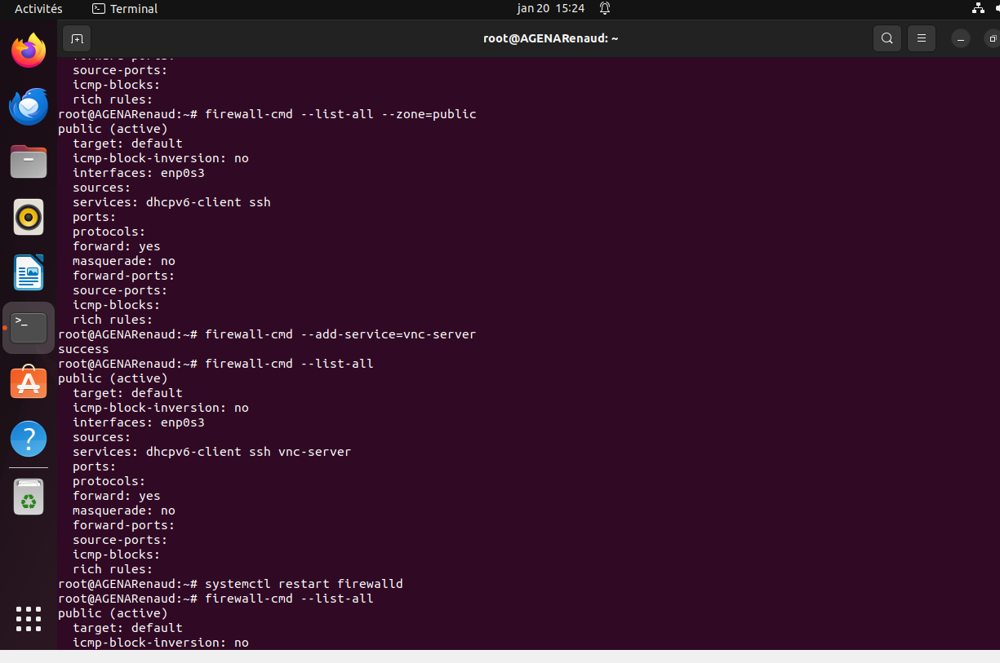 Activités
Terminal
jan 20 15:24
root@AGENARenaud: ~
source-ports:
icmp-blocks:
rich rules:
root@AGENARenaud:~# firewall-cmd --list-all --zone=public
public (active)
target: default
icmp-block-inversion: no
interfaces: enp0s3
sources:
services: dhcpv6-client ssh
ports:
protocols:
forward: yes
masquerade: no
forward-ports:
source-ports:
icmp-blocks:
rich rules:
root@AGENARenaud:~# firewall-cmd --add-service=vnc-server
success
root@AGENARenaud:~# firewall-cmd --list-all
public (active)
target: default
icmp-block-inversion: no
interfaces: enp0s3
sources:
services: dhcpv6-client ssh vnc-server
ports:
protocols:
forward: yes
masquerade: no
forward-ports:
source-ports:
icmp-blocks:
rich rules:
root@AGENARenaud:~# systemctl restart firewalld
root@AGENARenaud:~# firewall-cmd --list-all
public (active)
target: default
icmp-block-inversion: no